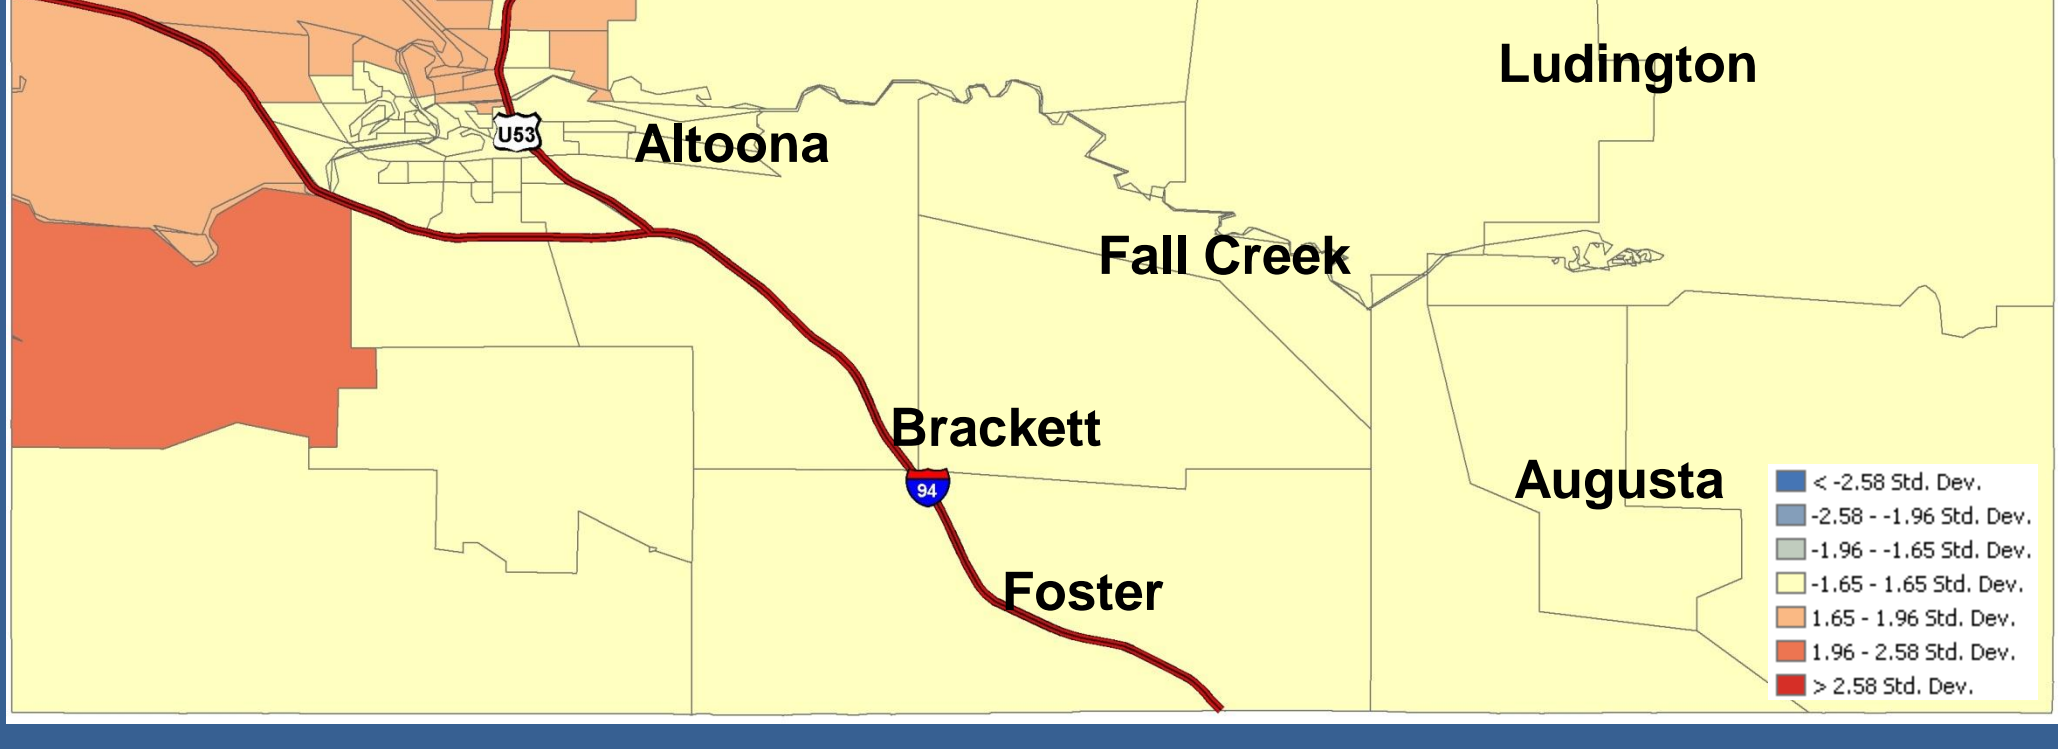 Ludington
U53
Altoona
Fall Creek
Brackett
94
Augusta
Foster
< -2.58 Std. Dev.
-2.58 - -1.96 Std. Dev.
-1.96 - -1.65 Std. Dev.
-1.65 - 1.65 Std. Dev.
1.65 - 1.96 Std. Dev.
1.96 - 2.58 Std. Dev.
> 2.58 Std. Dev.